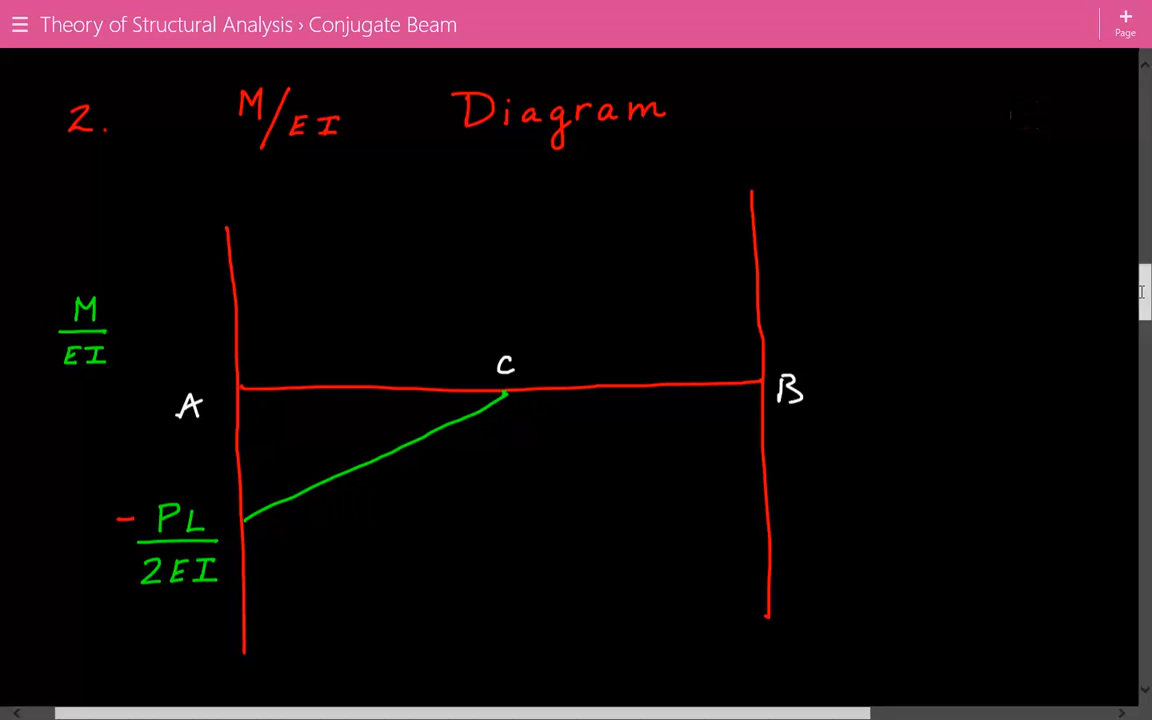 Theory of Structural Analysis › Conjugate Beam
+
Page
2. M/EI Diagram
C
M
EI
A
B
- PL
2EI